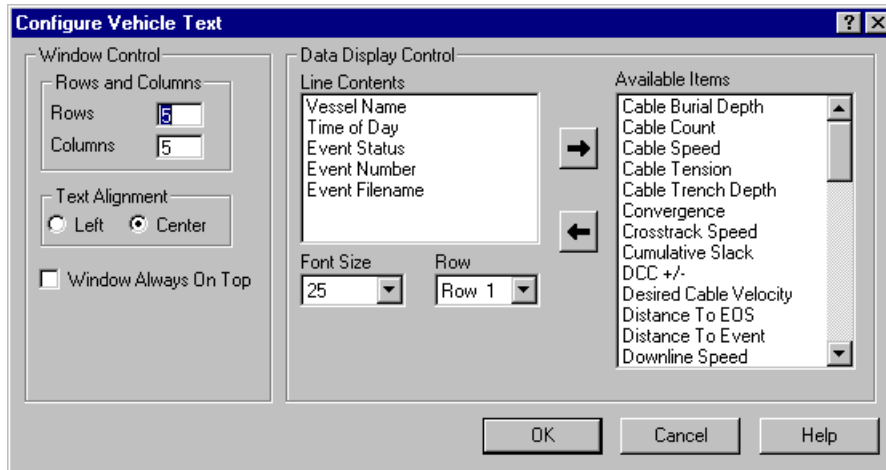 Configure Vehicle Text
Window Control
Rows and Columns
Rows 5
Columns 5
Text Alignment
Left Center
Window Always On Top
Data Display Control
Line Contents
Vessel Name
Time of Day
Event Status
Event Number
Event Filename
Font Size Row
25 Row 1
Available Items
Cable Burial Depth
Cable Count
Cable Speed
Cable Tension
Cable Trench Depth
Convergence
Crosstrack Speed
Cumulative Slack
DCC +/-
Desired Cable Velocity
Distance To EOS
Distance To Event
Downline Speed
OK Cancel Help